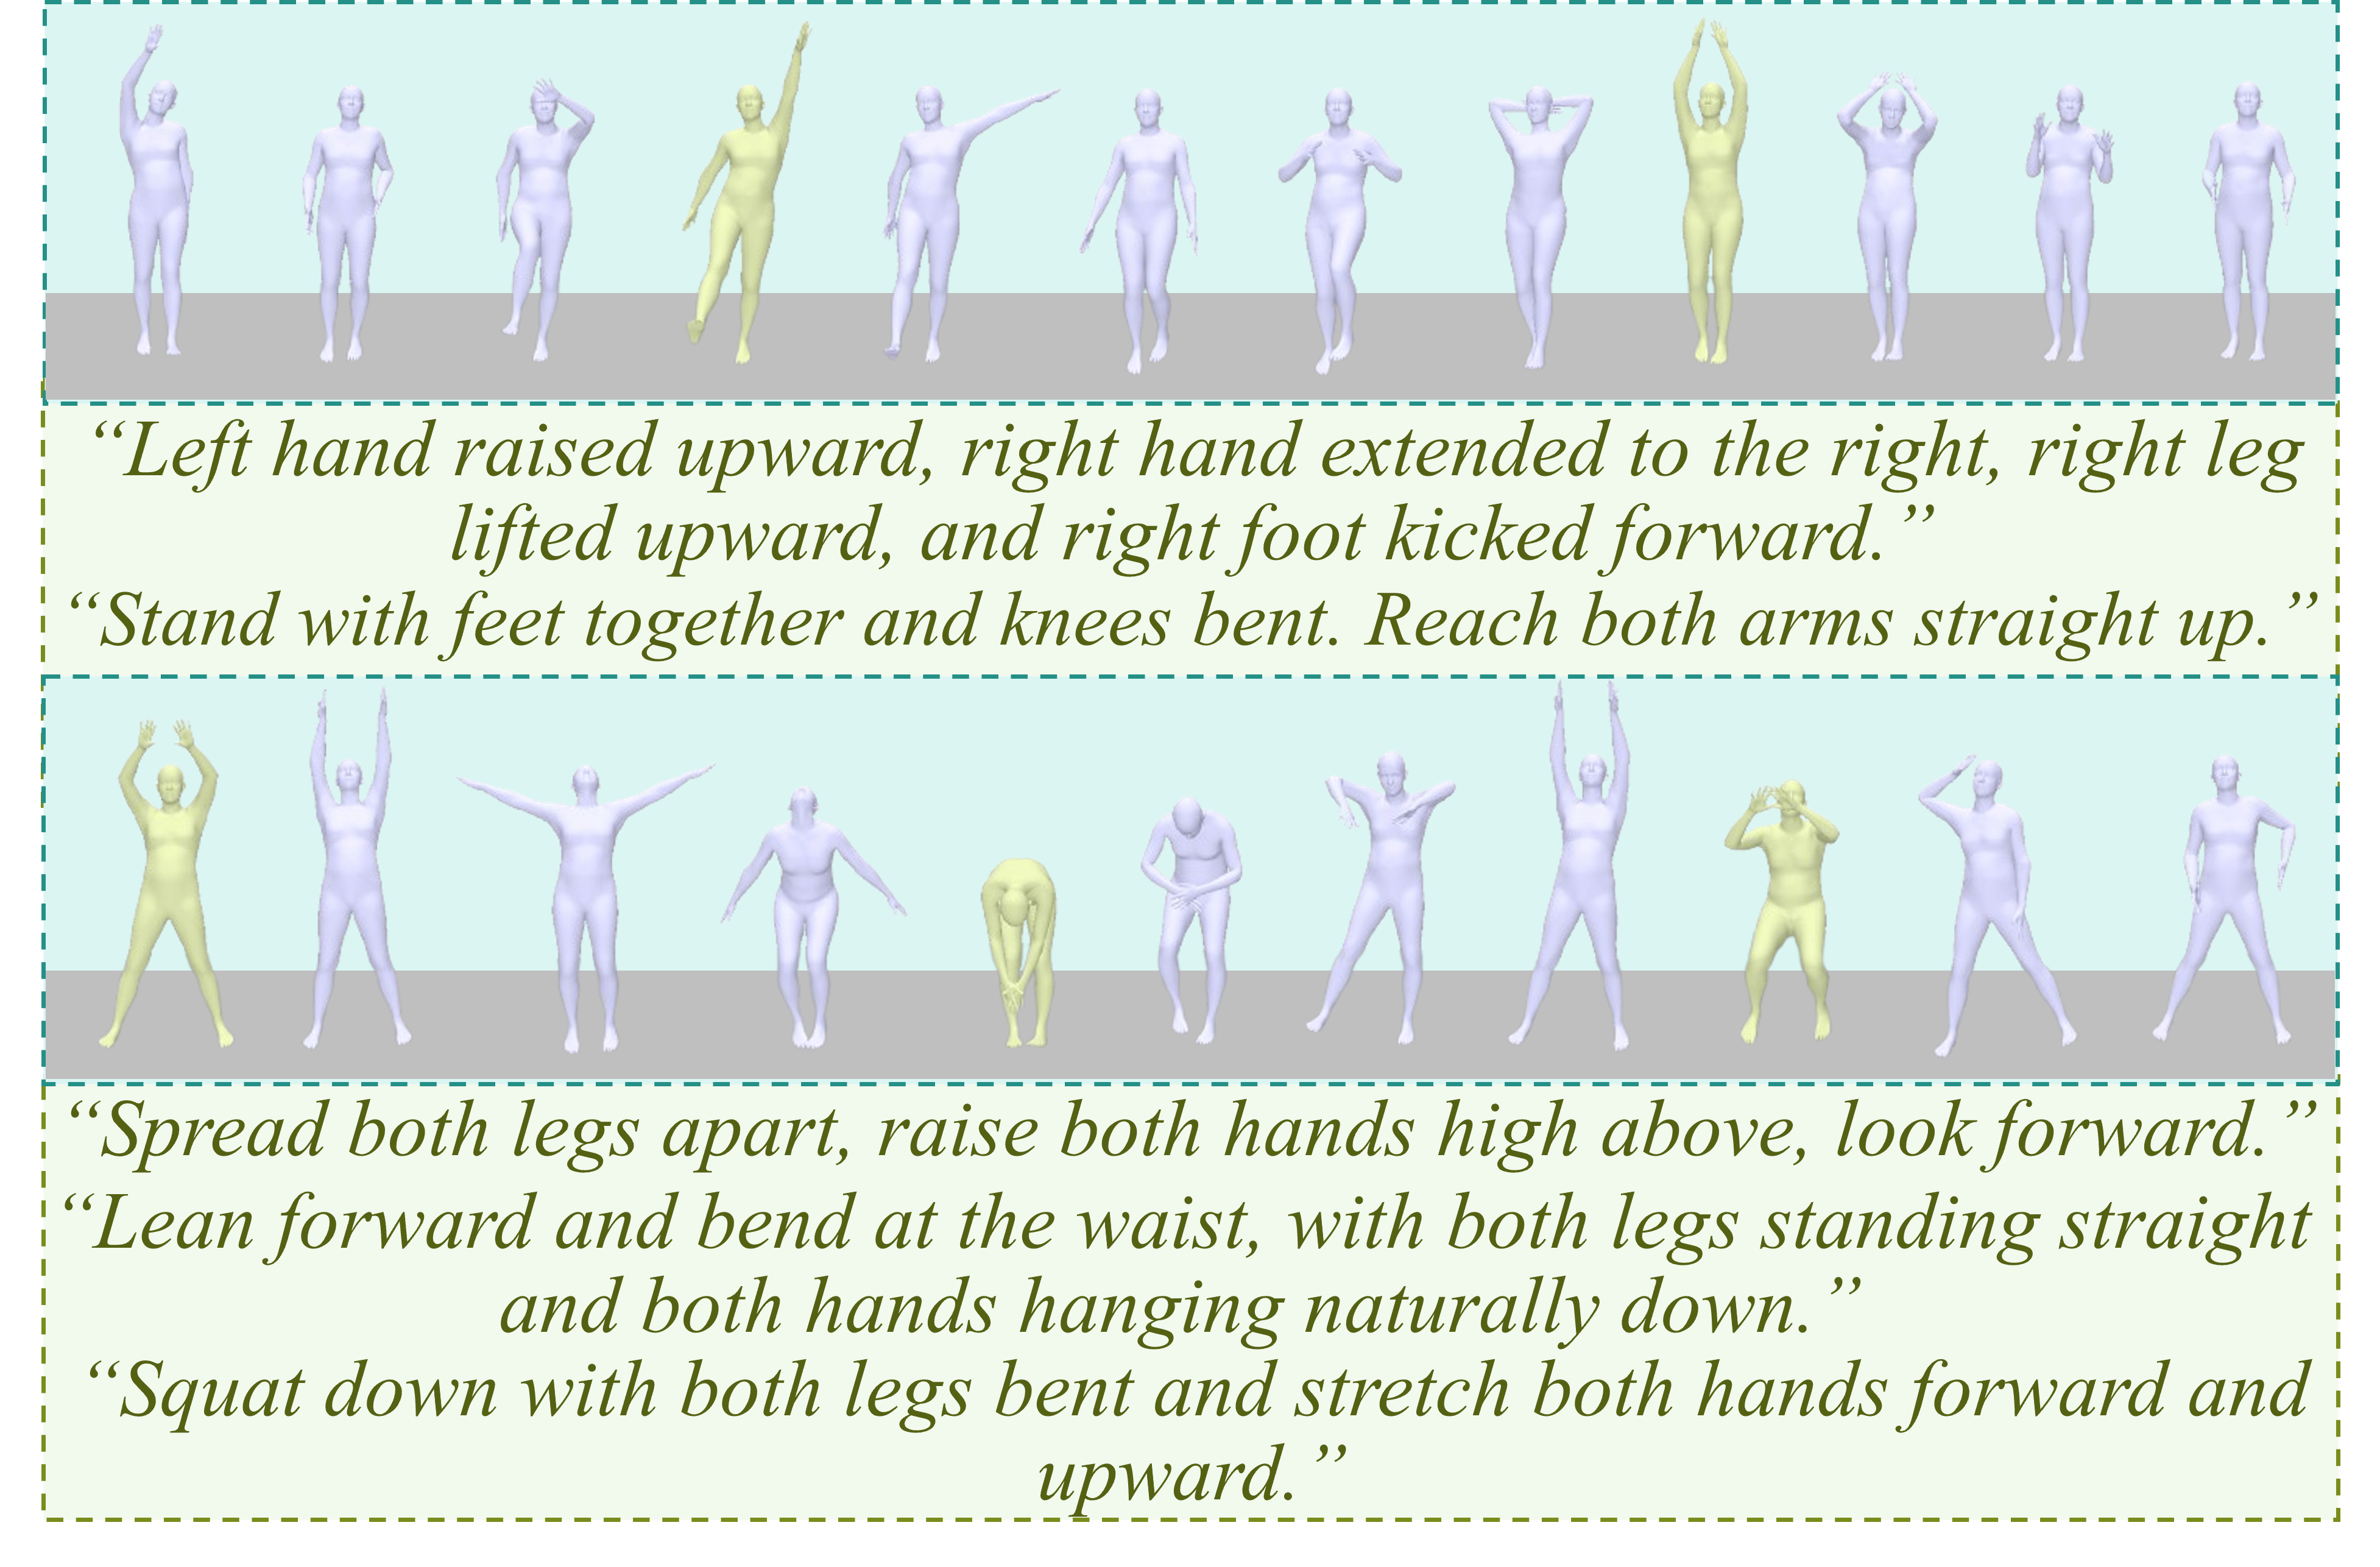 “Left hand raised upward, right hand extended to the right, right leg
lifted upward, and right foot kicked forward.”
“Stand with feet together and knees bent. Reach both arms straight up.”
“Spread both legs apart, raise both hands high above, look forward.”
“Lean forward and bend at the waist, with both legs standing straight
and both hands hanging naturally down.”
“Squat down with both legs bent and stretch both hands forward and
upward.”